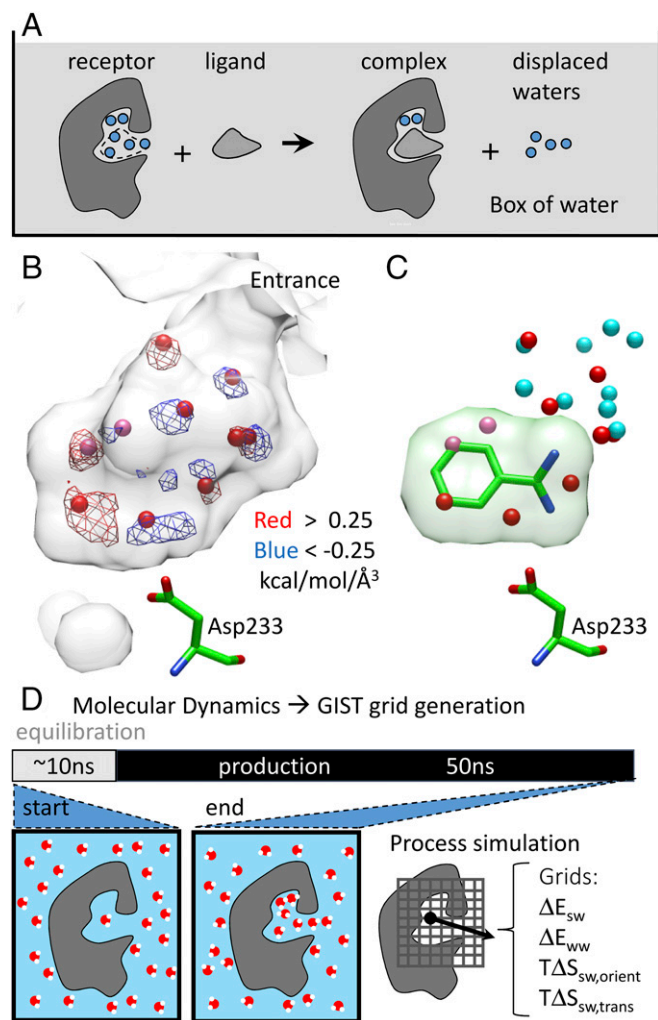 A
receptor
ligand
complex
displaced
waters
+
+
Box of water
B
Entrance
C
Red > 0.25
Blue < -0.25
kcal/mol/Å³
Asp233
Asp233
D
Molecular Dynamics → GIST grid generation
equilibration
~10ns
production
50ns
start
end
Process simulation
Grids:
ΔE_sw
ΔE_ww
TΔS_sw,orient
TΔS_sw,trans